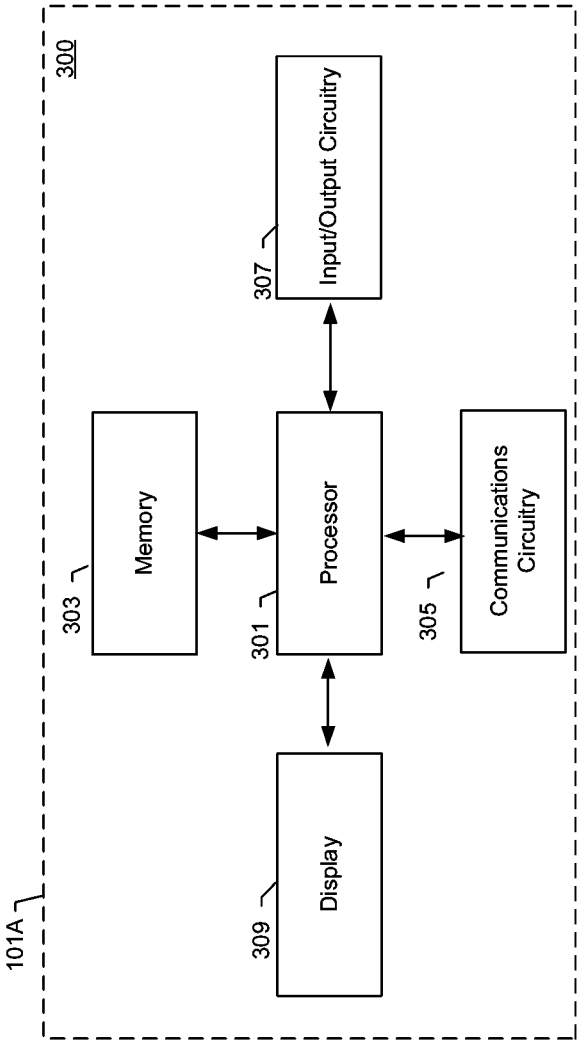 101A
300
303
Memory
309
Display
301
Processor
307
Input/Output Circuitry
305
Communications
Circuitry